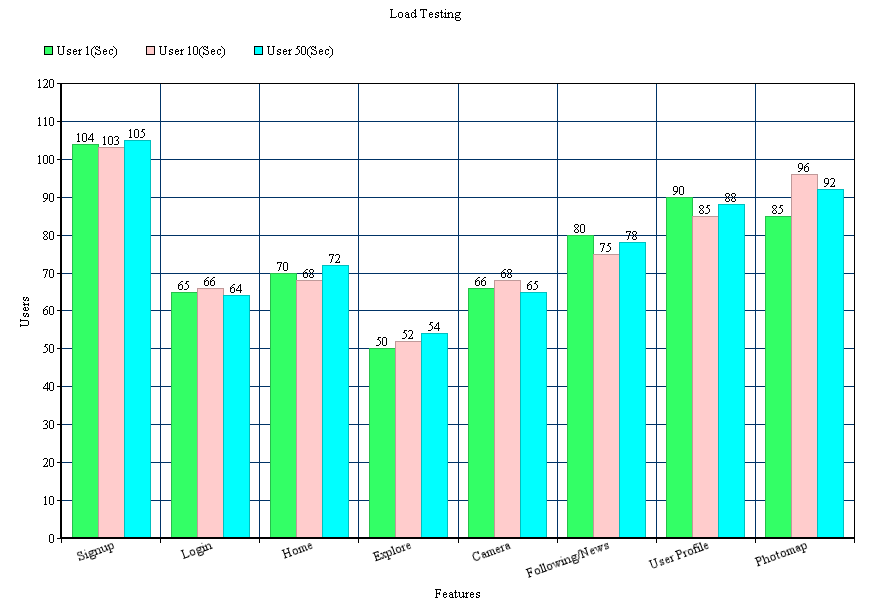 Load Testing
User 1(Sec) User 10(Sec) User 50(Sec)
120
110
100
90
80
70
60
50
40
30
20
10
0
Users
104 103 105
65 66 64
70 68 72
50 52 54
66 68 65
80 75 78
90 85 88
85 96 92
Signup Login Home Explore Camera Following/News User Profile Photomap
Features